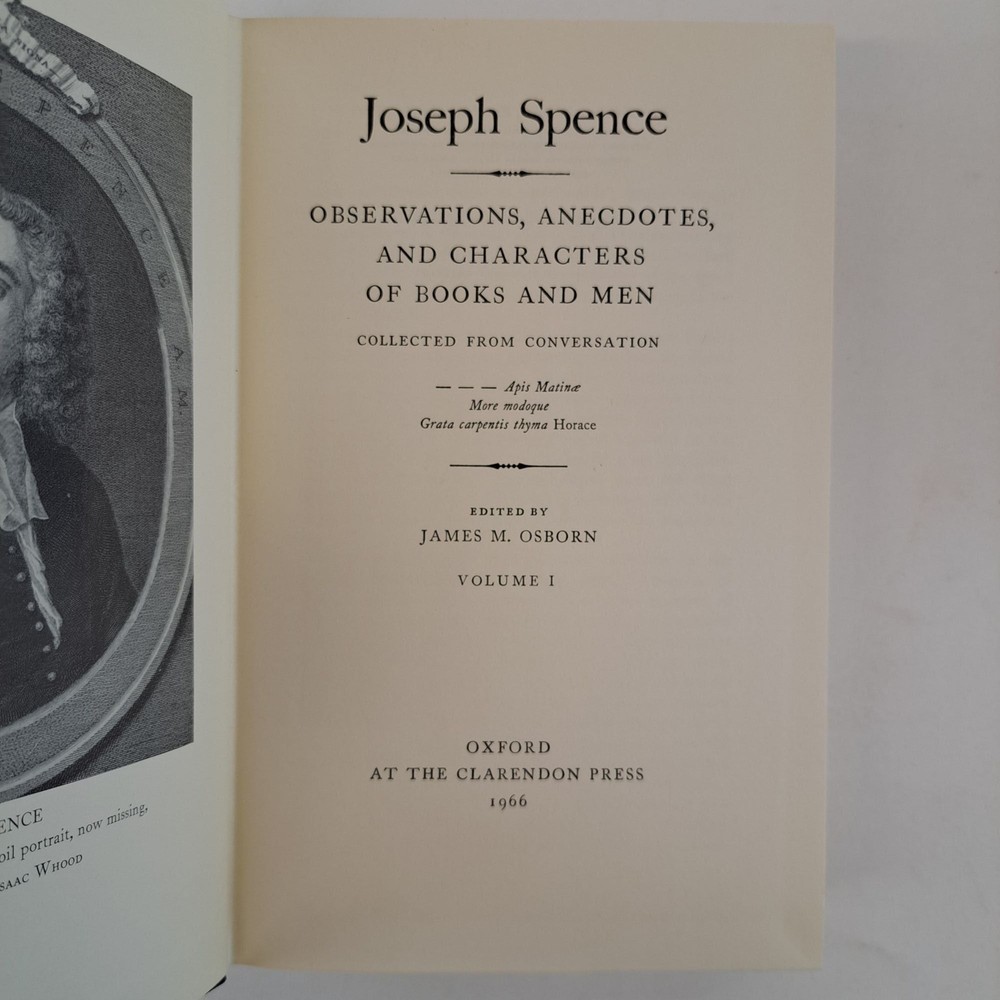 SPENCE A. M.
ENCE
oil portrait, now missing,
SAAC WHOOD
Joseph Spence
OBSERVATIONS, ANECDOTES,
AND CHARACTERS
OF BOOKS AND MEN
COLLECTED FROM CONVERSATION
— — — Apis Matinæ
More modoque
Grata carpentis thyma Horace
EDITED BY
JAMES M. OSBORN
VOLUME I
OXFORD
AT THE CLARENDON PRESS
1966